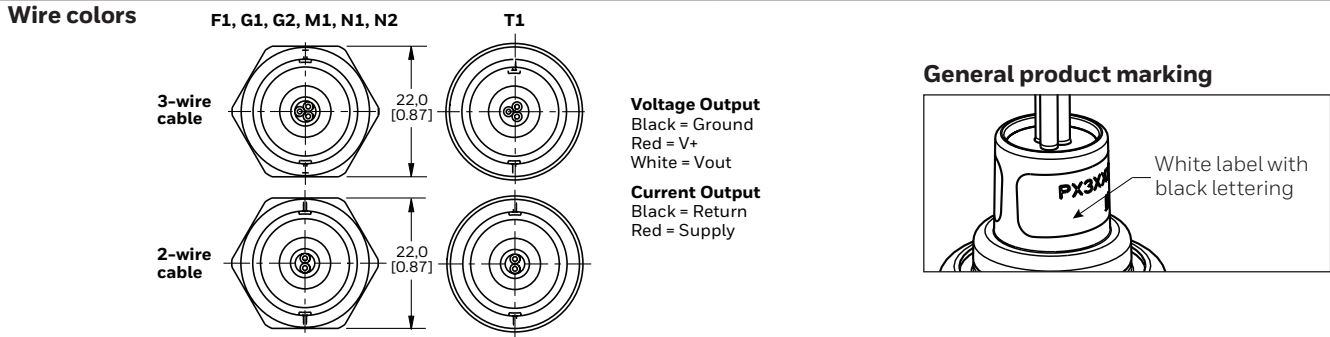 Wire colors
F1, G1, G2, M1, N1, N2
T1
3-wire
cable
22,0
[0.87]
2-wire
cable
22,0
[0.87]
Voltage Output
Black = Ground
Red = V+
White = Vout
Current Output
Black = Return
Red = Supply
General product marking
White label with
black lettering